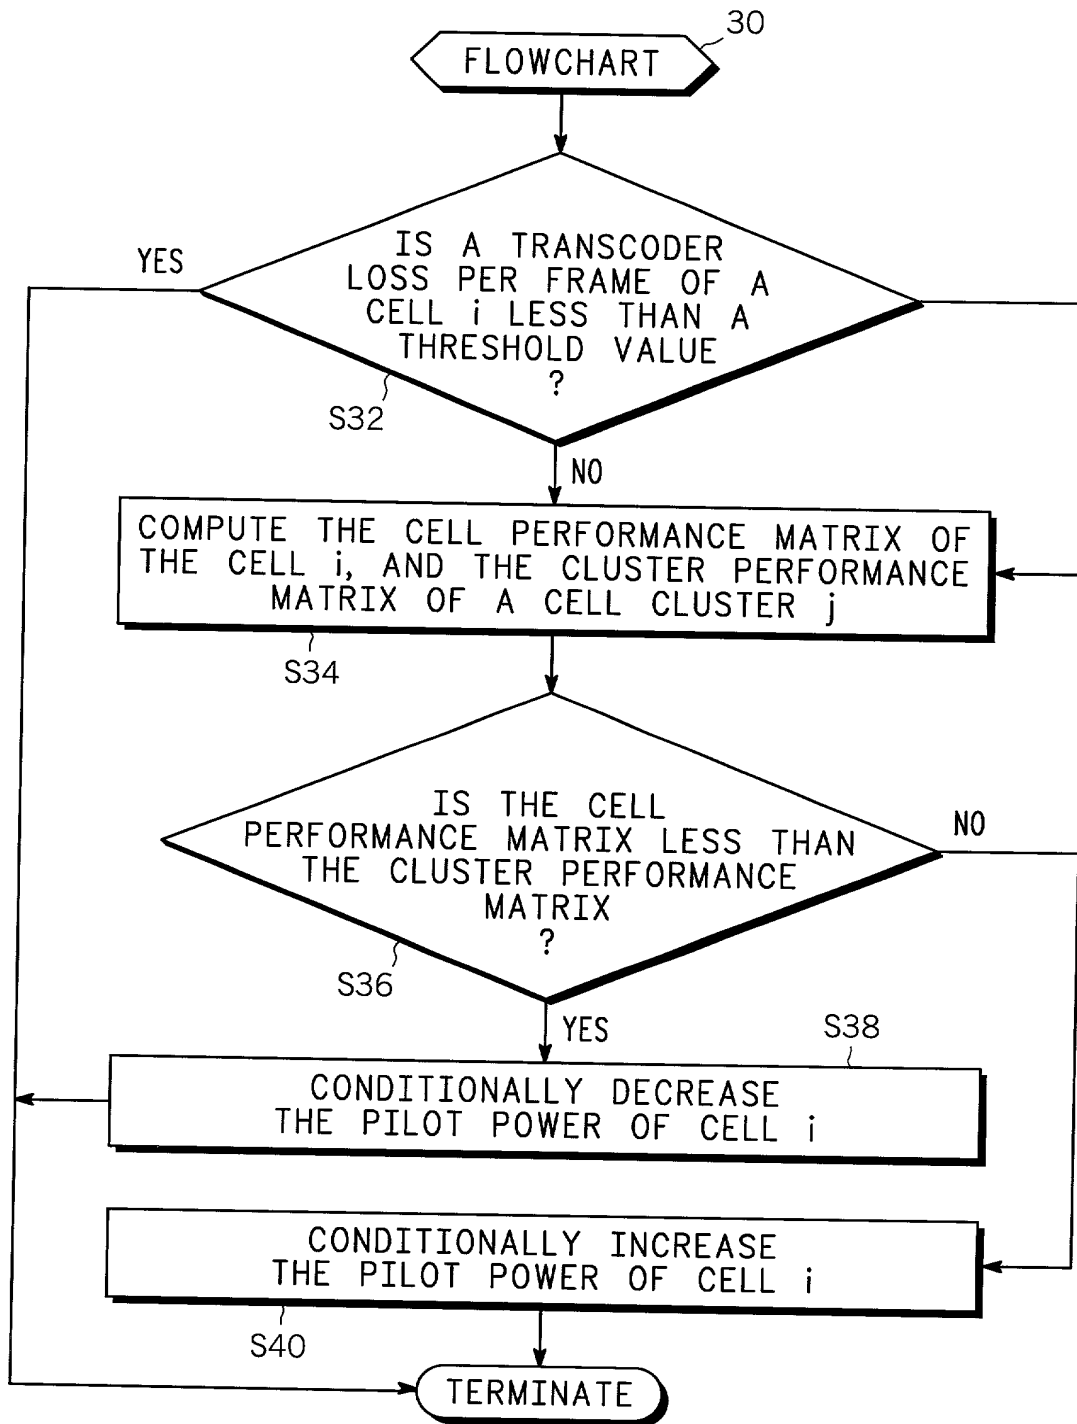 30
FLOWCHART
YES
IS A TRANSCODER
LOSS PER FRAME OF A
CELL i LESS THAN A
THRESHOLD VALUE
?
S32
NO
COMPUTE THE CELL PERFORMANCE MATRIX OF
THE CELL i, AND THE CLUSTER PERFORMANCE
MATRIX OF A CELL CLUSTER j
S34
IS THE CELL
PERFORMANCE MATRIX LESS THAN
THE CLUSTER PERFORMANCE
MATRIX
?
NO
S36
YES
S38
CONDITIONALLY DECREASE
THE PILOT POWER OF CELL i
CONDITIONALLY INCREASE
THE PILOT POWER OF CELL i
S40
TERMINATE